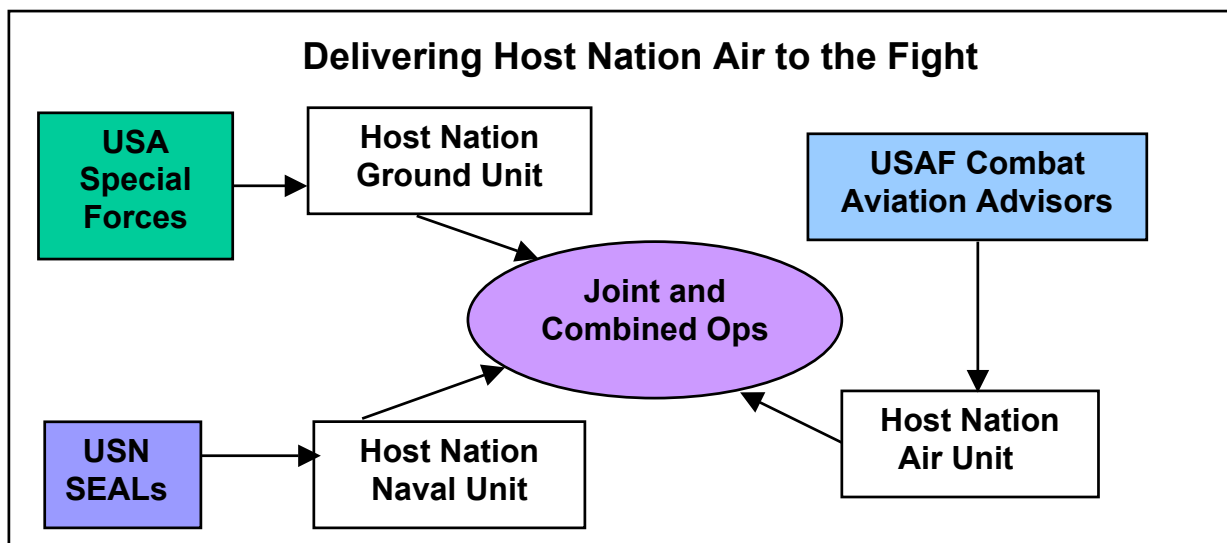 Delivering Host Nation Air to the Fight
USA
Special
Forces
Host Nation
Ground Unit
USAF Combat
Aviation Advisors
Joint and
Combined Ops
USN
SEALs
Host Nation
Naval Unit
Host Nation
Air Unit